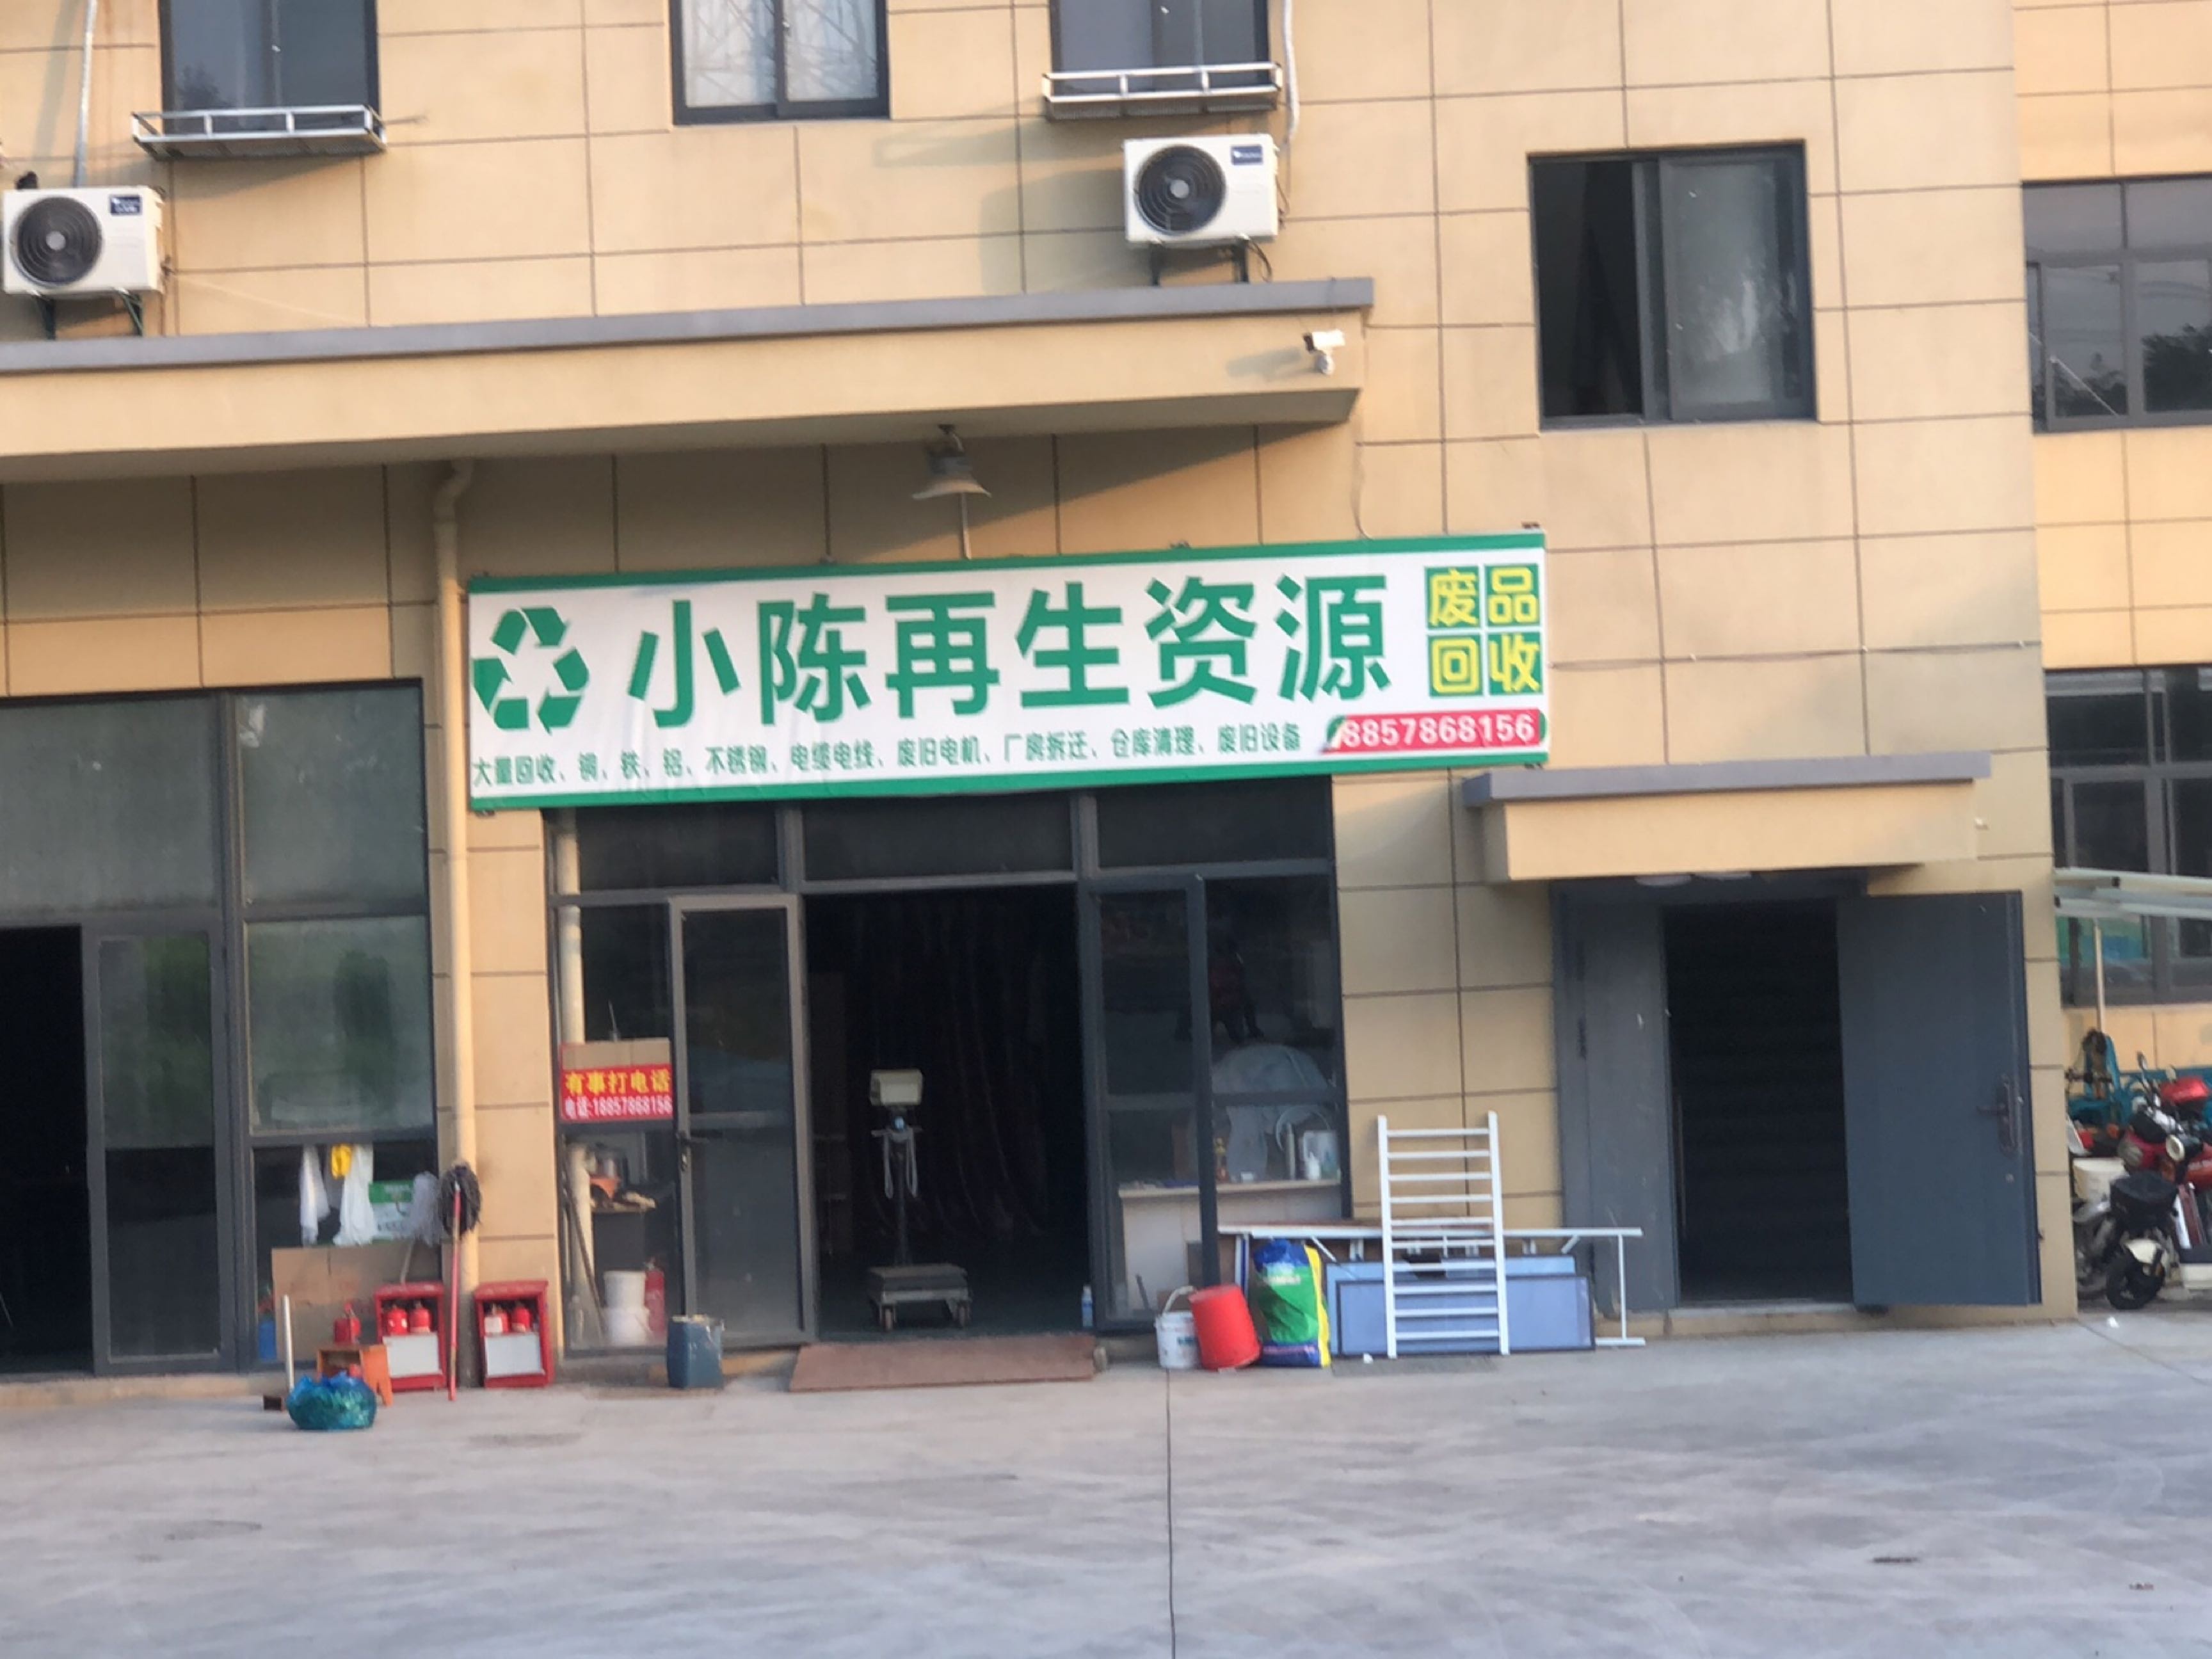 小陈再生资源
废品
回收
大量回收、铜、铁、铝、不锈钢、电缆电线、废旧电机、厂房拆迁、仓库清理、废旧设备
18857868156
有事打电话
电话:18857868156